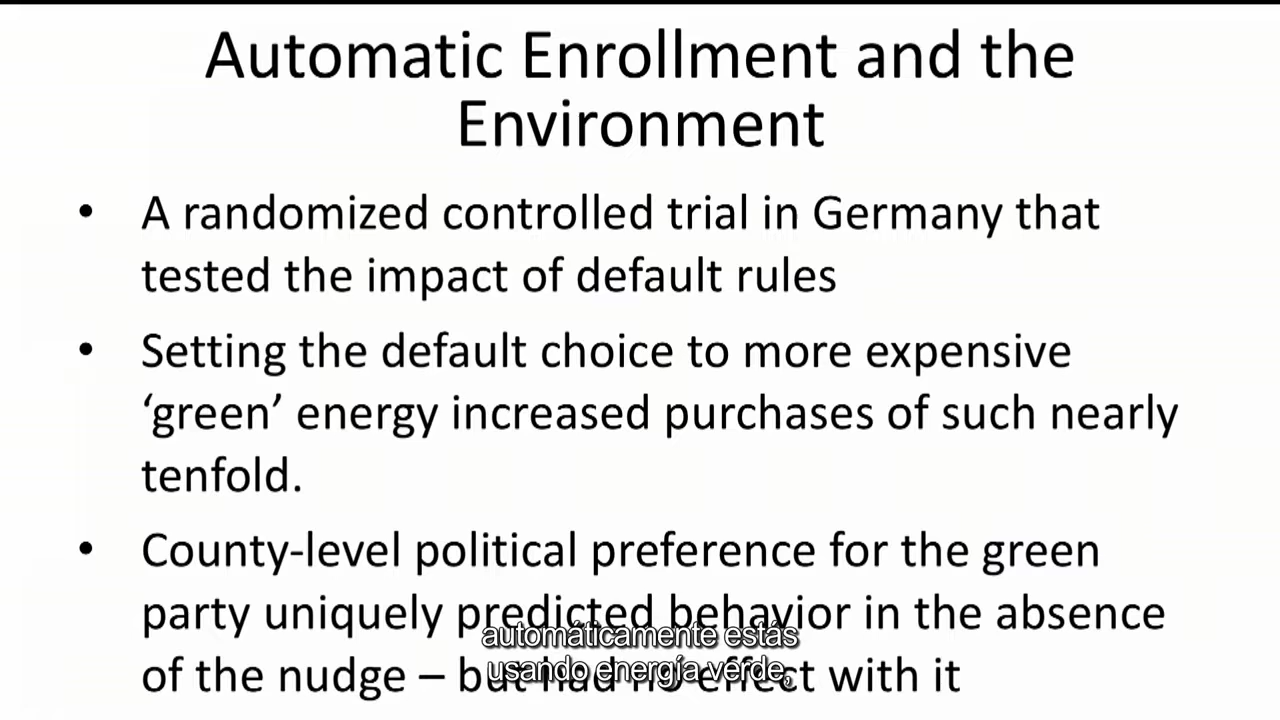 Automatic Enrollment and the
Environment
• A randomized controlled trial in Germany that
tested the impact of default rules
• Setting the default choice to more expensive
‘green’ energy increased purchases of such nearly
tenfold.
• County-level political preference for the green
party uniquely predicted behavior in the absence
of the nudge – but had no effect with it
automáticamente estás
usando energía verde,